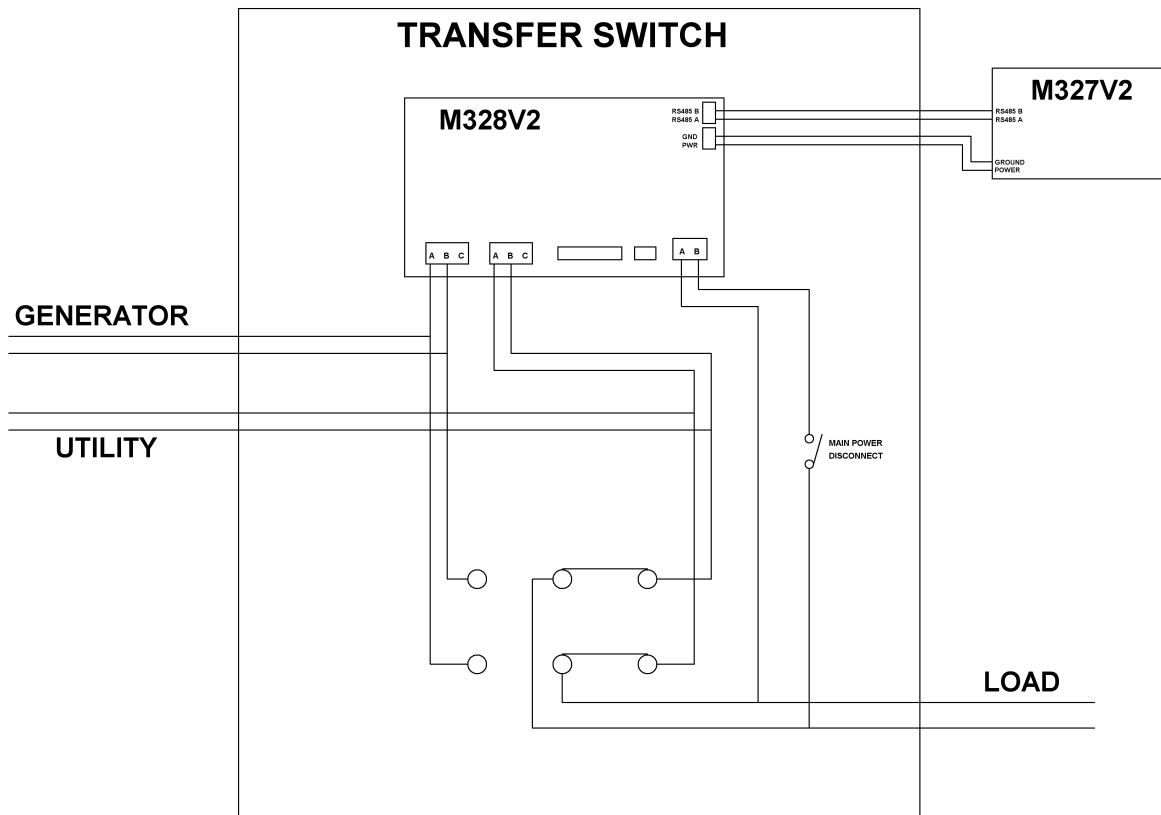 TRANSFER SWITCH
M328V2
M327V2
RS485 B
RS485 A
GND
PWR
RS485 B
RS485 A
GROUND
POWER
A B C
A B C
A B
GENERATOR
UTILITY
MAIN POWER
DISCONNECT
LOAD